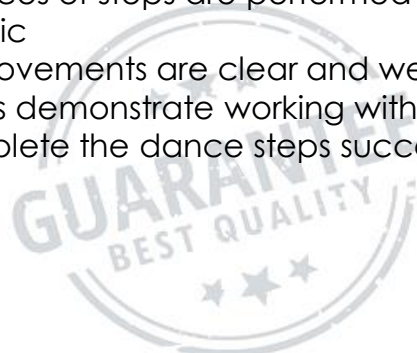 of steps are performed
ic
ovements are clear and we
s demonstrate working with
plete the dance steps succ
GUARANTEE
BEST QUALITY